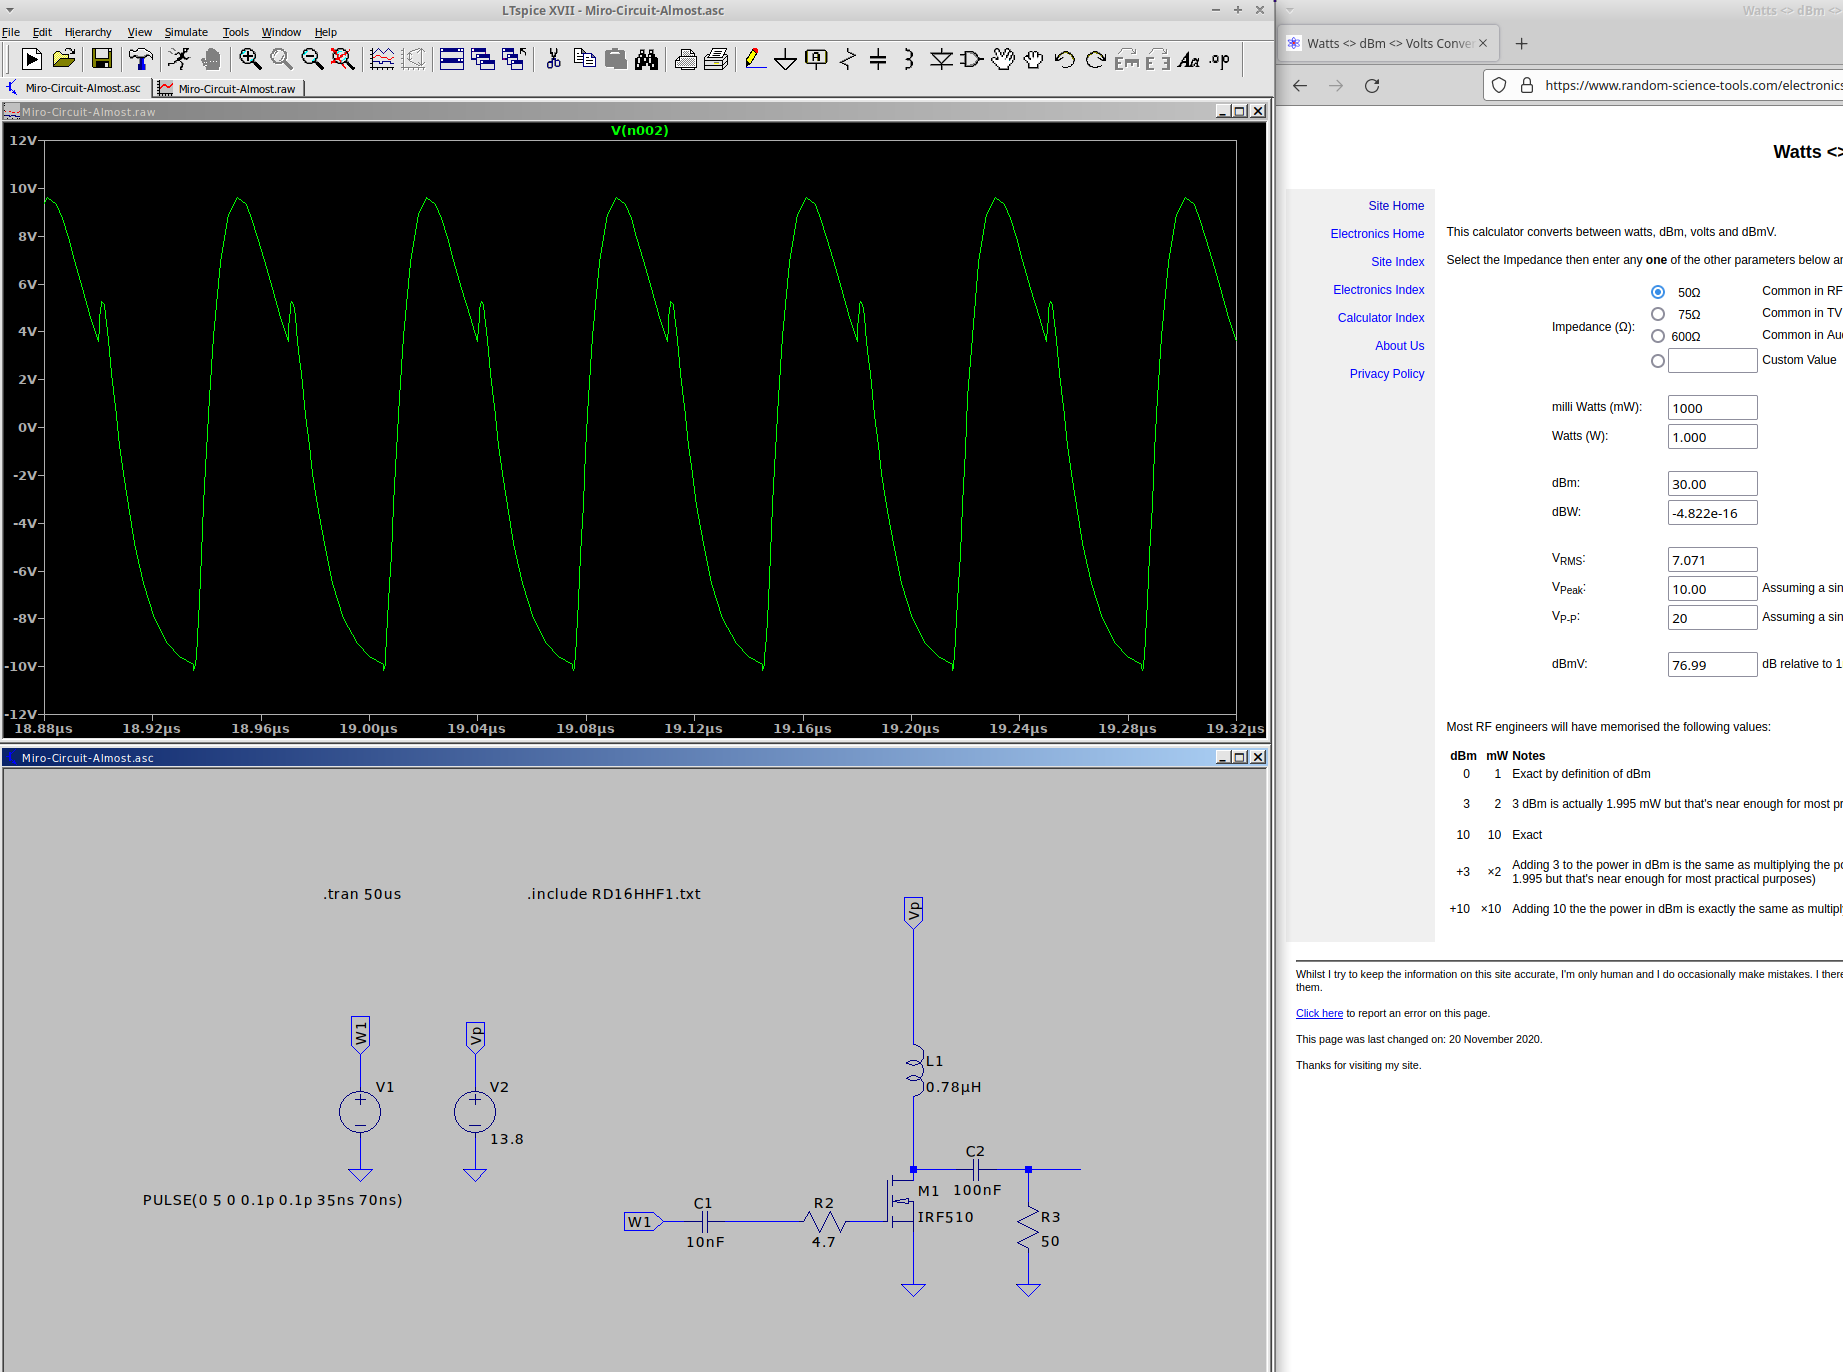 LTspice XVII - Miro-Circuit-Almost.asc
File Edit Hierarchy View Simulate Tools Window Help
.op
Miro-Circuit-Almost.asc
Miro-Circuit-Almost.raw
Miro-Circuit-Almost.raw
V(n002)
12V
10V
8V
6V
4V
2V
0V
-2V
-4V
-6V
-8V
-10V
-12V
18.88µs 18.92µs 18.96µs 19.00µs 19.04µs 19.08µs 19.12µs 19.16µs 19.20µs 19.24µs 19.28µs 19.32µs
Miro-Circuit-Almost.asc
.tran 50us
.include RD16HHF1.txt
Vp
W1
Vp
V1
V2
13.8
PULSE(0 5 0 0.1p 0.1p 35ns 70ns)
L1
0.78µH
C2
100nF
M1
IRF510
W1
C1
10nF
R2
4.7
R3
50
Watts <> dBm <>
Watts <> dBm <> Volts Conver
https://www.random-science-tools.com/electronics
Watts <>
Site Home
Electronics Home
Site Index
Electronics Index
Calculator Index
About Us
Privacy Policy
This calculator converts between watts, dBm, volts and dBmV.
Select the Impedance then enter any one of the other parameters below
Impedance (Ω):
50Ω Common in RF
75Ω Common in TV
600Ω Common in
Custom Value
milli Watts (mW): 1000
Watts (W): 1.000
dBm: 30.00
dBW: -4.822e-16
VRMS: 7.071
VPeak: 10.00 Assuming a
VP-P: 20 Assuming a
dBmV: 76.99 dB relative to 1
Most RF engineers will have memorised the following values:
dBm mW Notes
0 1 Exact by definition of dBm
3 2 3 dBm is actually 1.995 mW but that's near enough for most
10 10 Exact
+3 ×2 Adding 3 to the power in dBm is the same as multiplying the
1.995 but that's near enough for most practical purposes)
+10 ×10 Adding 10 the the power in dBm is exactly the same as
Whilst I try to keep the information on this site accurate, I'm only human and I do occasionally make mistakes. I
them.
Click here to report an error on this page.
This page was last changed on: 20 November 2020.
Thanks for visiting my site.